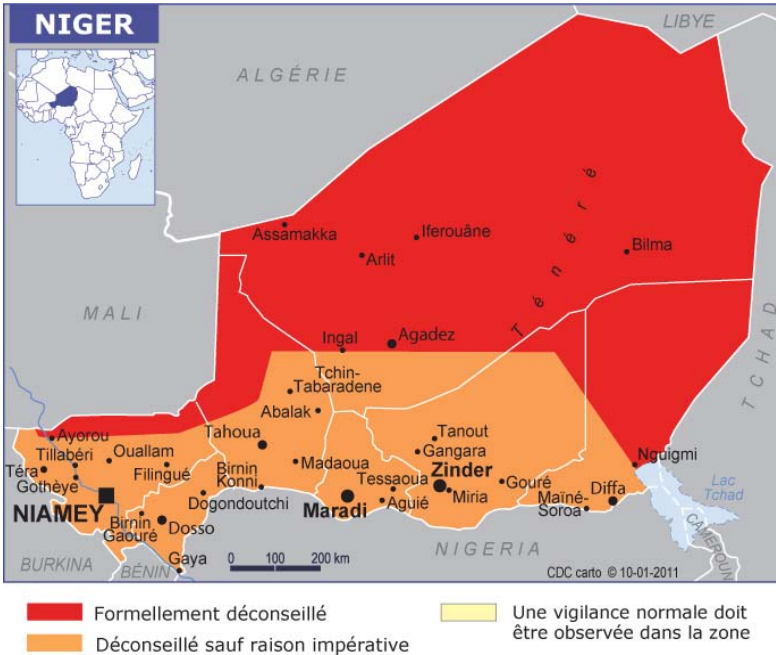 NIGER
LIBYE
ALGÉRIE
Ténéré
Assamakka
Iferouâne
Arlit
Bilma
MALI
TCHAD
Ingal
Agadez
Tchin-
Tabaradene
Abalak
Ayorou
Tahoua
Tanout
Ouallam
Tillabéri
Gangara
Nguigmi
Madaoua
Téra
Filingué
Birnin
Konni
Tessaoua
Zinder
Gouré
Gothèye
Lac
Tchad
Miria
Maïné-
Soroa
Diffa
NIAMEY
Dogondoutchi
Maradi
Aguié
Birnin
Gaouré
Dosso
CAMEROUN
NIGERIA
Gaya
BURKINA
BÉNIN
0 100 200 km
CDC carto © 10-01-2011
Formellement déconseillé
Déconseillé sauf raison impérative
Une vigilance normale doit
être observée dans la zone